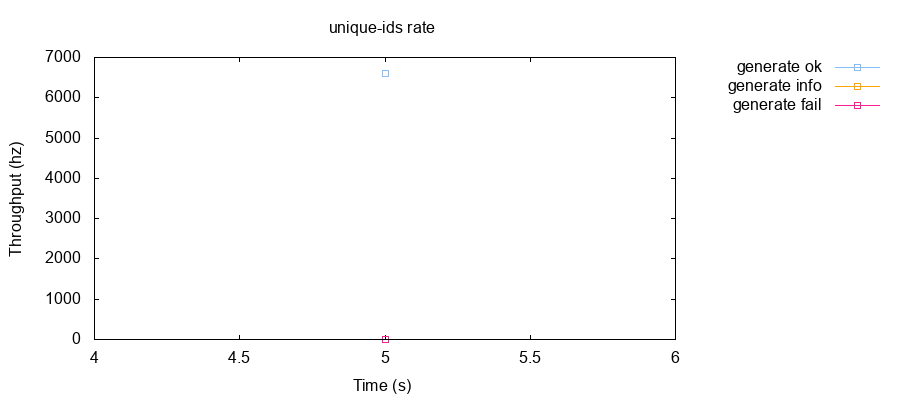 unique-ids rate
7000
6000
5000
4000
3000
2000
1000
0
4
4.5
5
5.5
6
Throughput (hz)
Time (s)
generate ok
generate info
generate fail